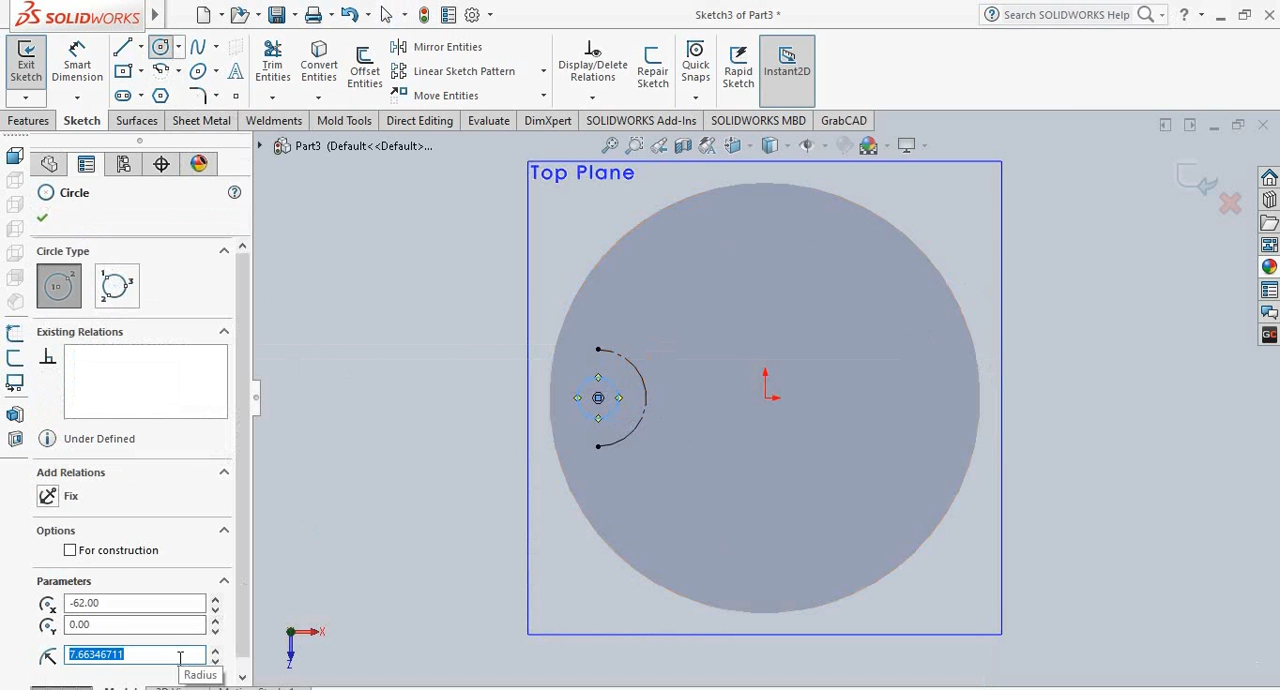 SOLIDWORKS
Sketch3 of Part3 *
Search SOLIDWORKS Help
?
Exit Sketch
Smart Dimension
Trim Entities
Convert Entities
Offset Entities
Mirror Entities
Linear Sketch Pattern
Move Entities
Display/Delete Relations
Repair Sketch
Quick Snaps
Rapid Sketch
Instant2D
Features Sketch Surfaces Sheet Metal Weldments Mold Tools Direct Editing Evaluate DimXpert SOLIDWORKS Add-Ins SOLIDWORKS MBD GrabCAD
Part3 (Default<<Default>...
Circle
Circle Type
Existing Relations
Under Defined
Add Relations
Fix
Options
For construction
Parameters
-62.00
0.00
7.66346711
Radius
Top Plane
X
Z